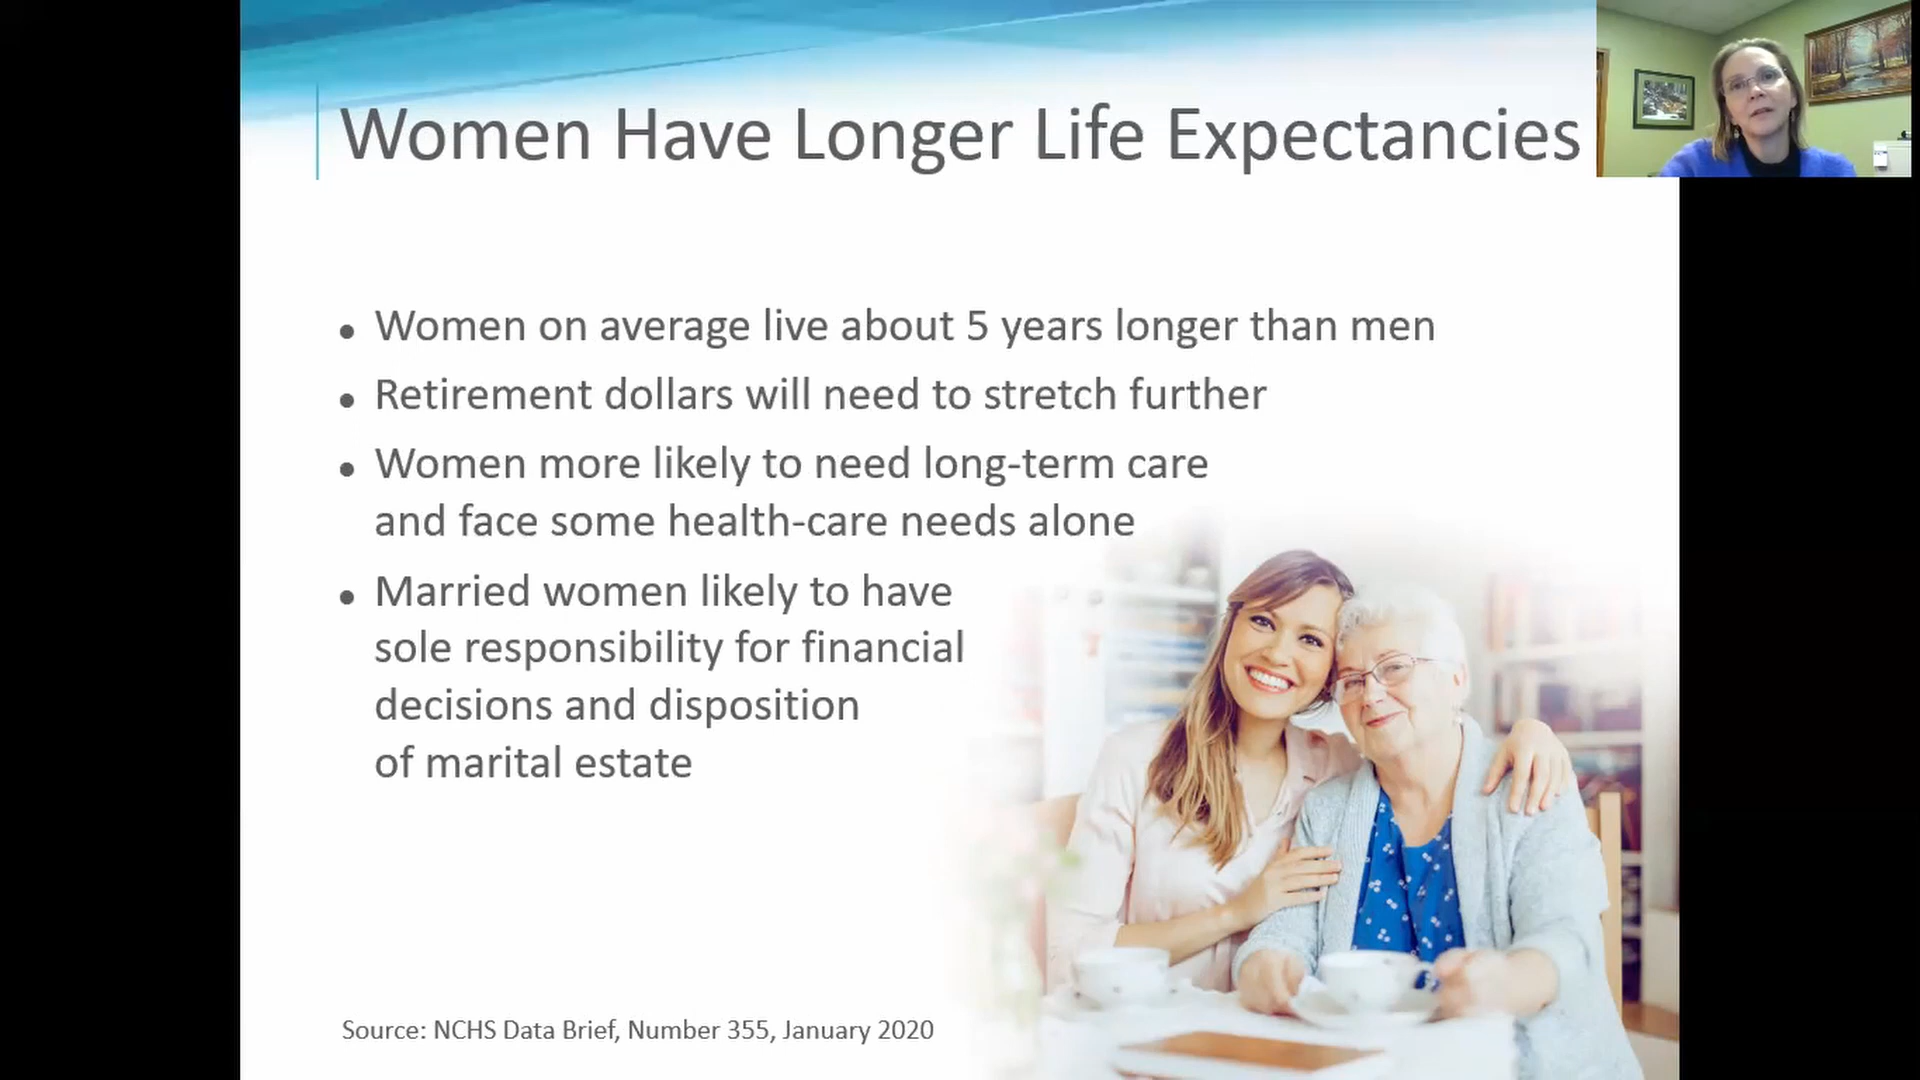 Women Have Longer Life Expectancies
• Women on average live about 5 years longer than men
• Retirement dollars will need to stretch further
• Women more likely to need long-term care
and face some health-care needs alone
• Married women likely to have
sole responsibility for financial
decisions and disposition
of marital estate
Source: NCHS Data Brief, Number 355, January 2020